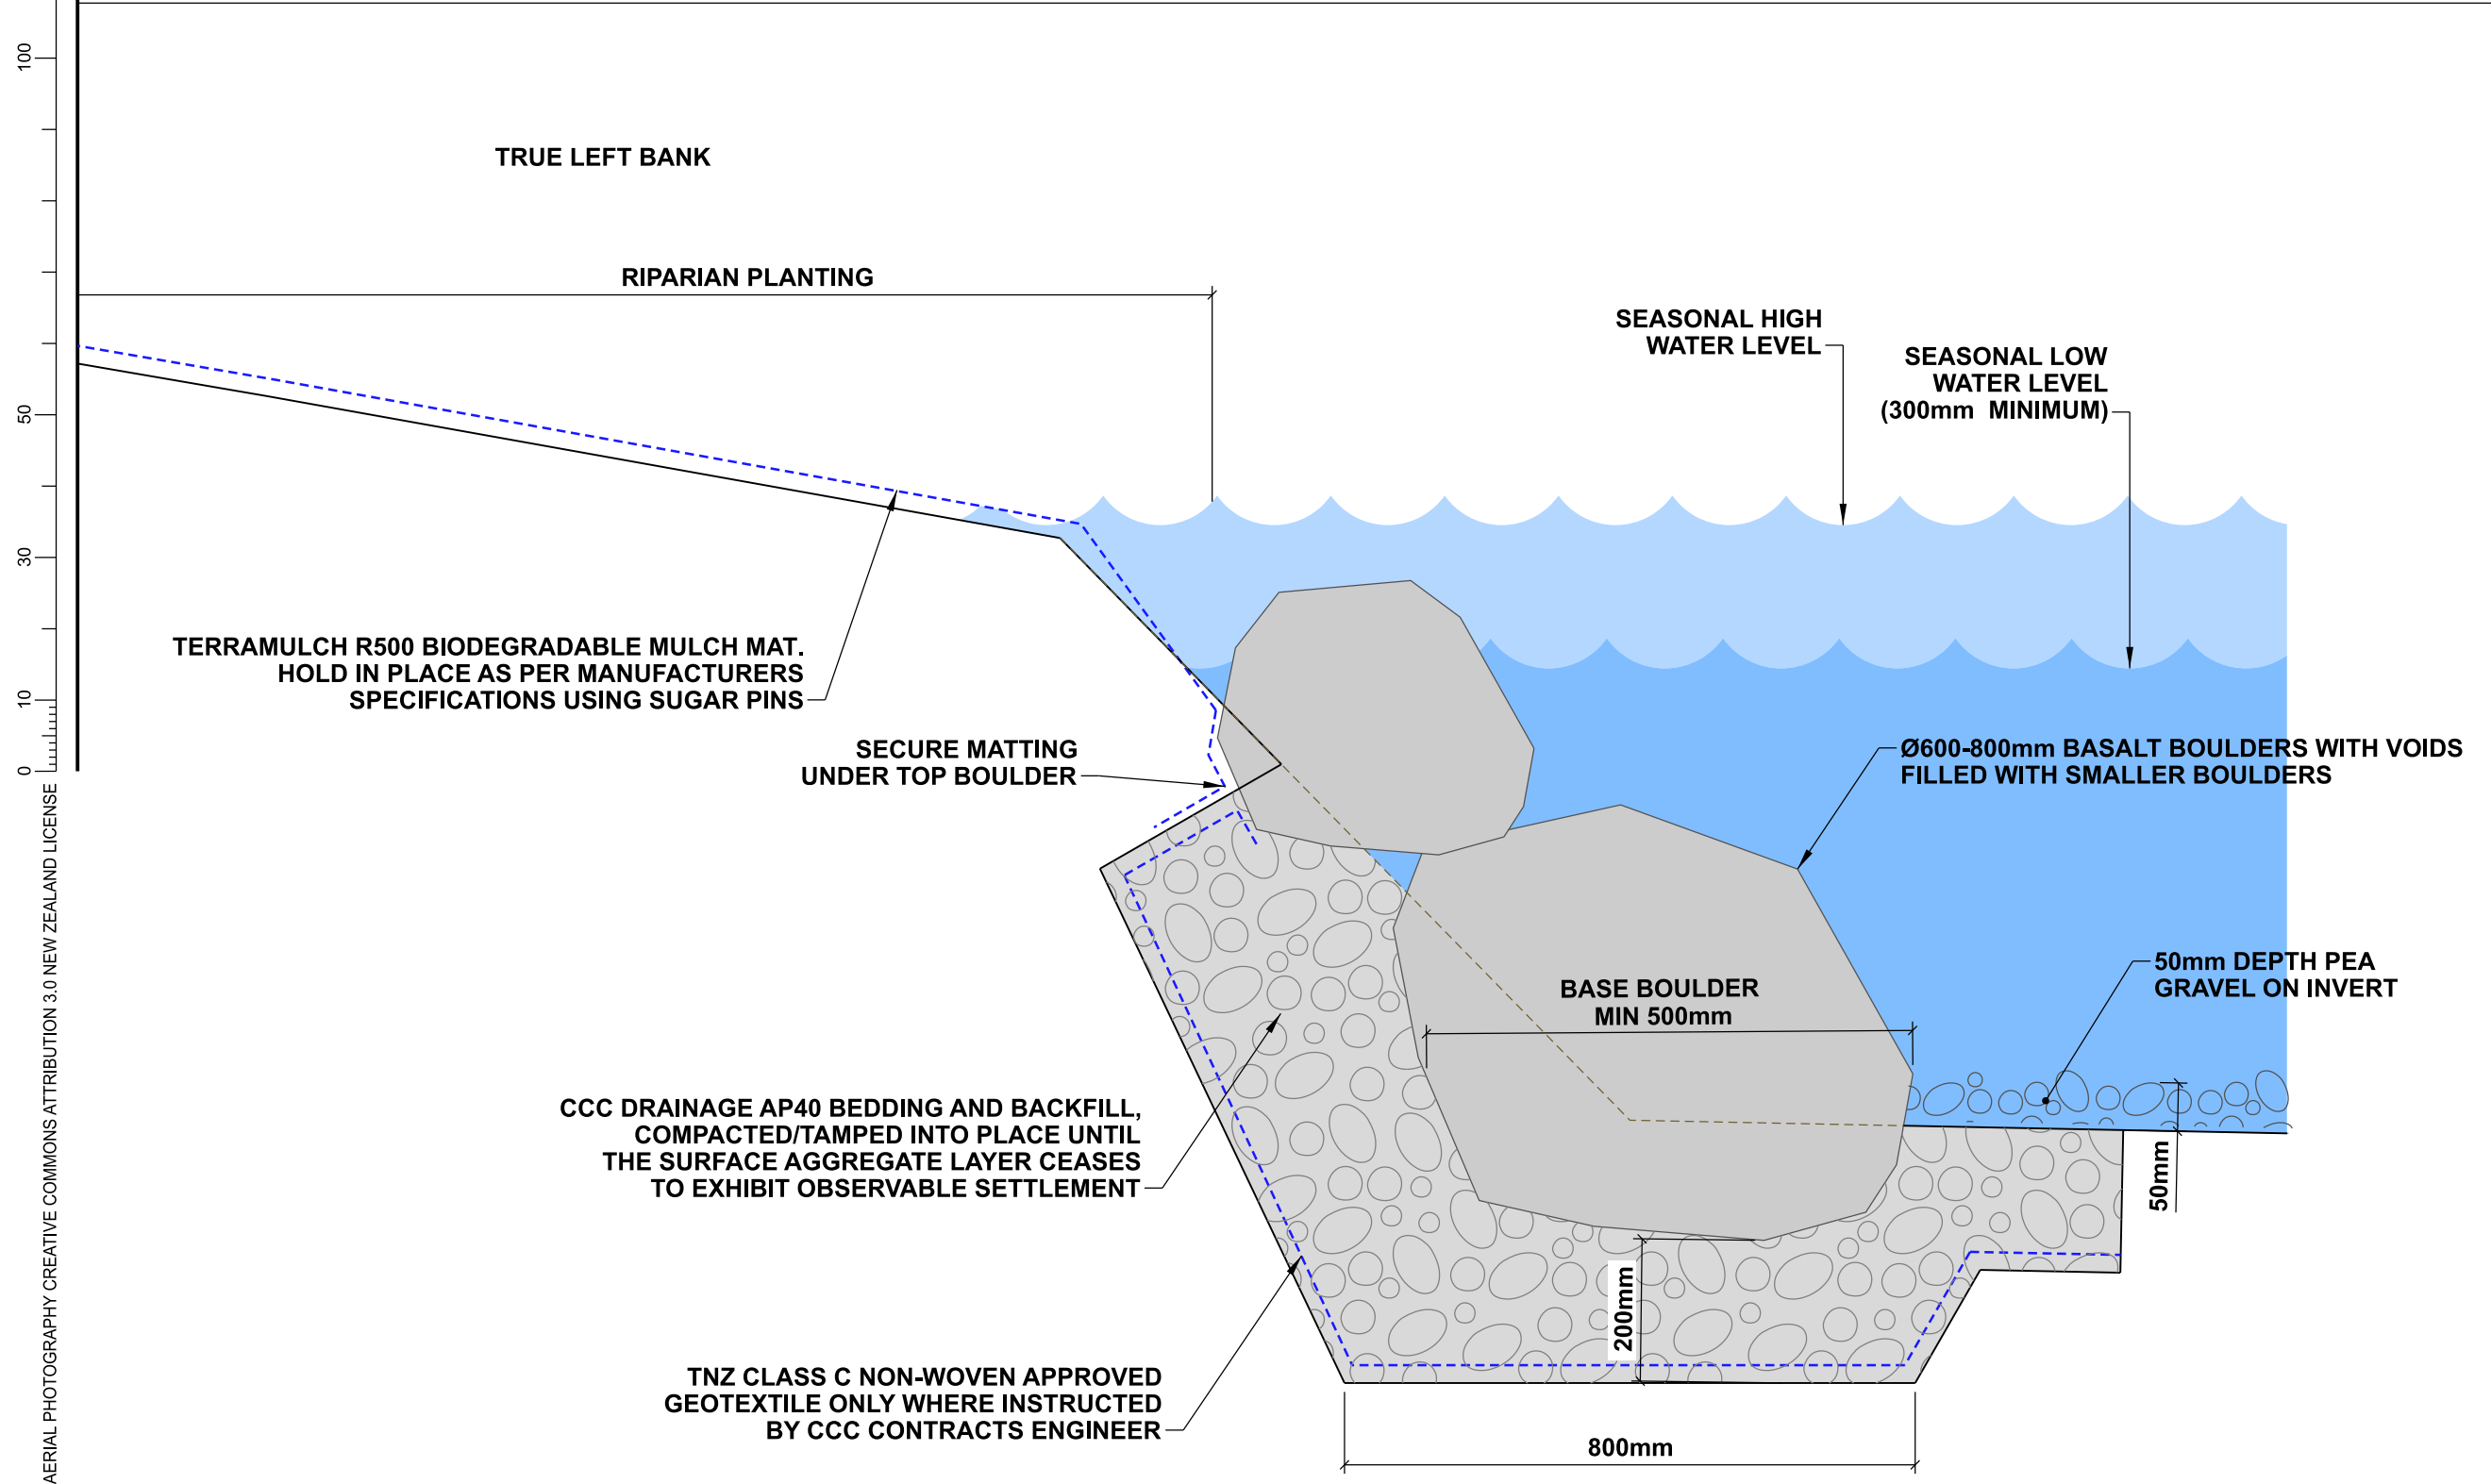 100
50
30
10
0
AERIAL PHOTOGRAPHY CREATIVE COMMONS ATTRIBUTION 3.0 NEW ZEALAND LICENSE
TRUE LEFT BANK
RIPARIAN PLANTING
SEASONAL HIGH
WATER LEVEL
SEASONAL LOW
WATER LEVEL
(300mm MINIMUM)
TERRAMULCH R500 BIODEGRADABLE MULCH MAT.
HOLD IN PLACE AS PER MANUFACTURERS
SPECIFICATIONS USING SUGAR PINS
SECURE MATTING
UNDER TOP BOULDER
Ø600-800mm BASALT BOULDERS WITH VOIDS
FILLED WITH SMALLER BOULDERS
50mm DEPTH PEA
GRAVEL ON INVERT
BASE BOULDER
MIN 500mm
CCC DRAINAGE AP40 BEDDING AND BACKFILL,
COMPACTED/TAMPED INTO PLACE UNTIL
THE SURFACE AGGREGATE LAYER CEASES
TO EXHIBIT OBSERVABLE SETTLEMENT
50mm
200mm
TNZ CLASS C NON-WOVEN APPROVED
GEOTEXTILE ONLY WHERE INSTRUCTED
BY CCC CONTRACTS ENGINEER
800mm